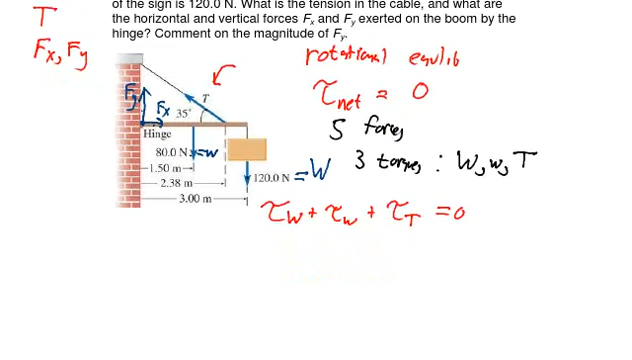 of the sign is 120.0 N. What is the tension in the cable, and what are
the horizontal and vertical forces Fx and Fy exerted on the boom by the
hinge? Comment on the magnitude of Fy.
T
Fx, Fy
rotational equlib
τnet = 0
5 forces
3 torques : W, w, T
τW + τw + τT = 0
Fy
Fx
35°
T
Hinge
80.0 N = w
1.50 m
2.38 m
120.0 N = W
3.00 m